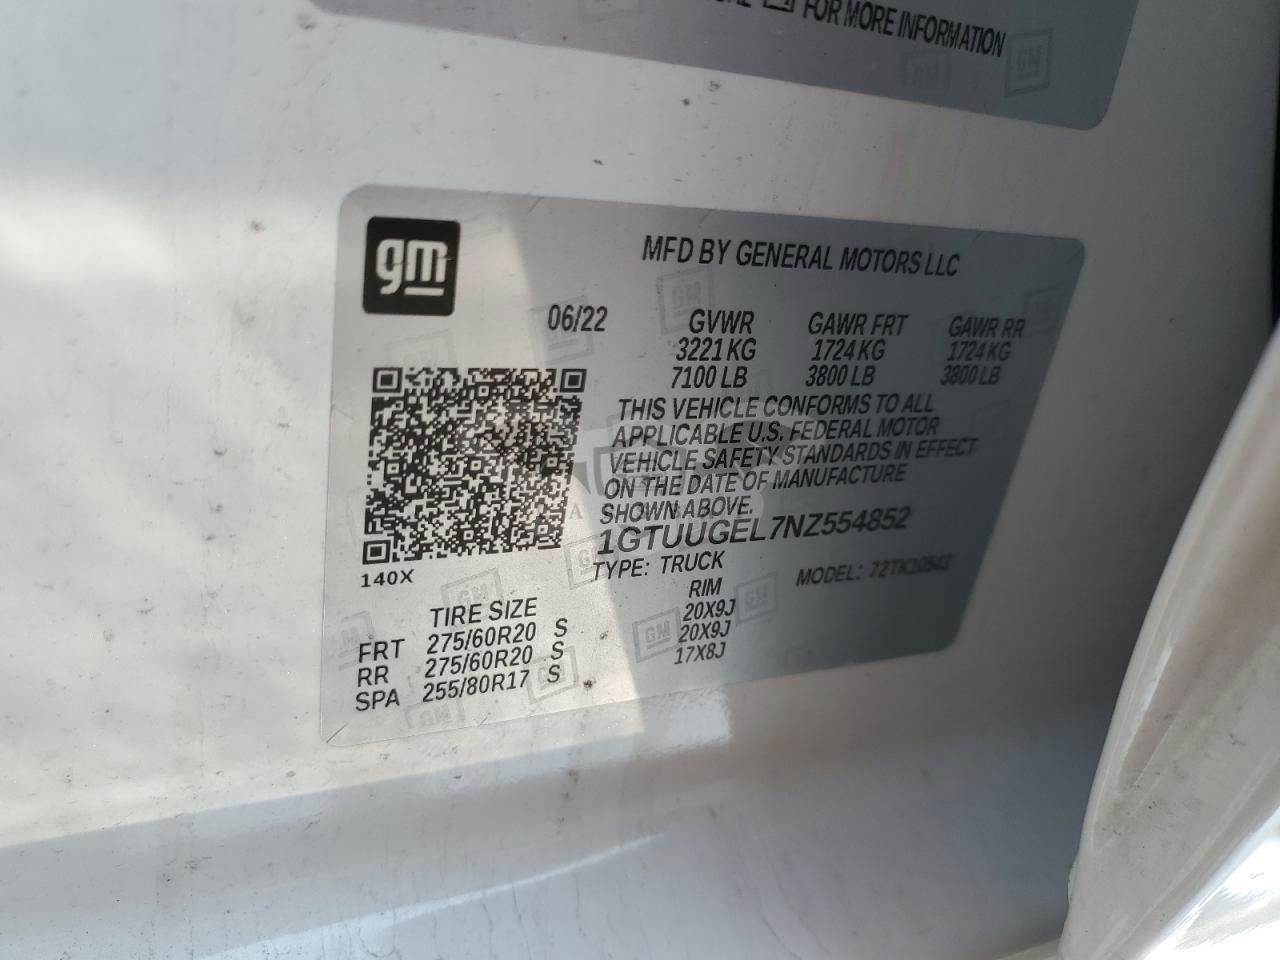 FOR MORE INFORMATION
gm
MFD BY GENERAL MOTORS LLC
06/22 GVWR GAWR FRT GAWR RR
3221 KG 1724 KG 1724 KG
7100 LB 3800 LB 3800 LB
THIS VEHICLE CONFORMS TO ALL
APPLICABLE U.S. FEDERAL MOTOR
VEHICLE SAFETY STANDARDS IN EFFECT
ON THE DATE OF MANUFACTURE
SHOWN ABOVE.
1GTUUGEL7NZ554852
140X
TYPE: TRUCK MODEL: 72TK10543
TIRE SIZE RIM
FRT 275/60R20 S 20X9J
RR 275/60R20 S 20X9J
SPA 255/80R17 S 17X8J